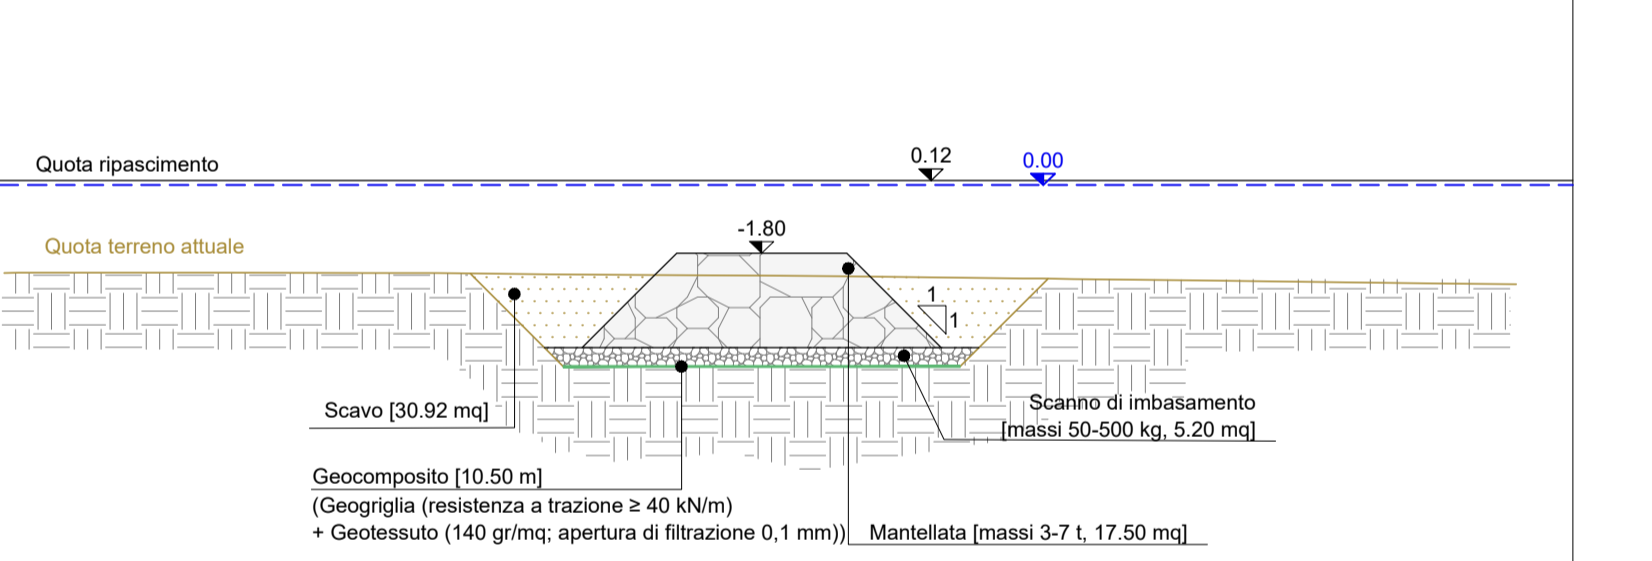 Quota ripascimento
0.12
0.00
-1.80
Quota terreno attuale
1
1
Scavo [30.92 mq]
Scanno di imbasamento
[massi 50-500 kg, 5.20 mq]
Geocomposito [10.50 m]
(Geogriglia (resistenza a trazione ≥ 40 kN/m)
+ Geotessuto (140 gr/mq; apertura di filtrazione 0,1 mm))
Mantellata [massi 3-7 t, 17.50 mq]